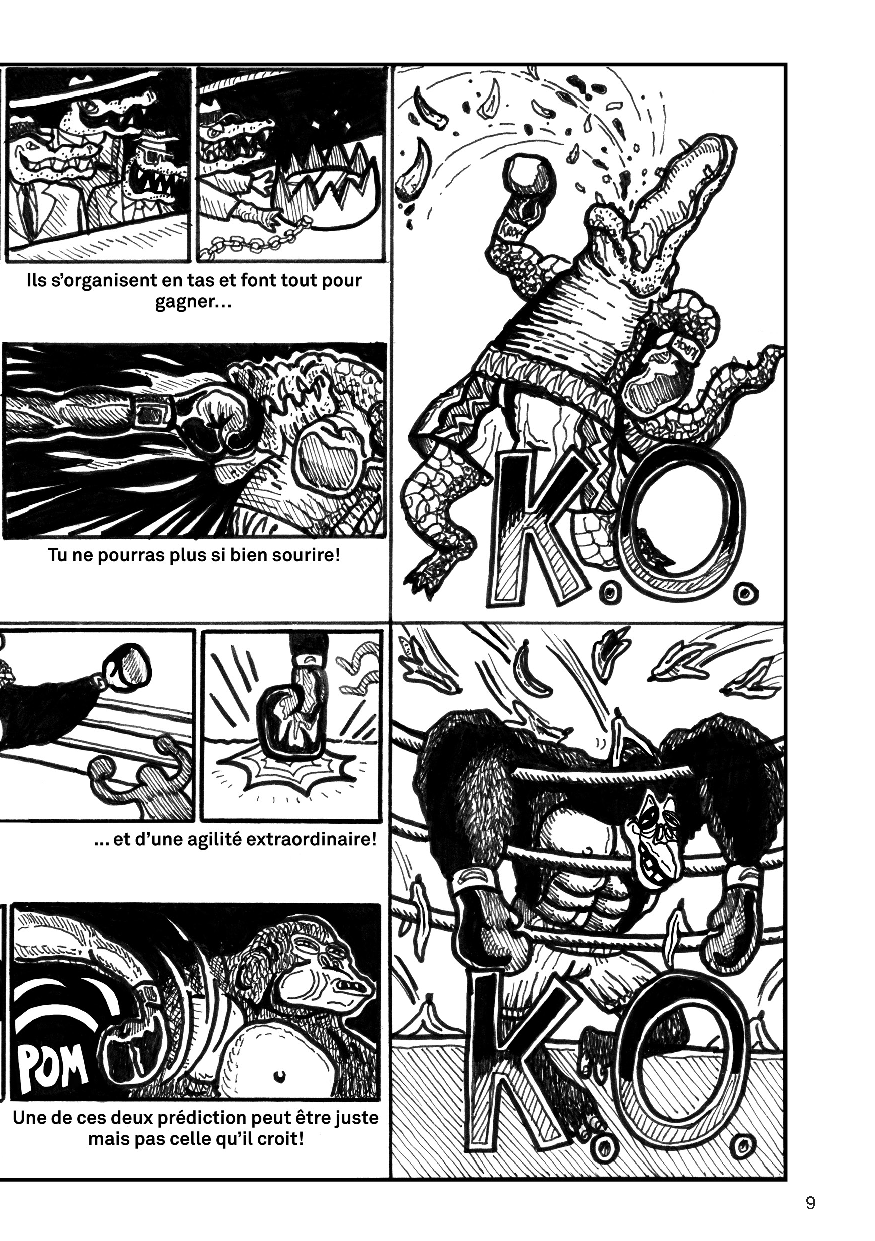 Ils s'organisent en tas et font tout pour
gagner...
Tu ne pourras plus si bien sourire!
K.O.
... et d'une agilité extraordinaire!
POM
Une de ces deux prédiction peut être juste
mais pas celle qu'il croit!
K.O.
9